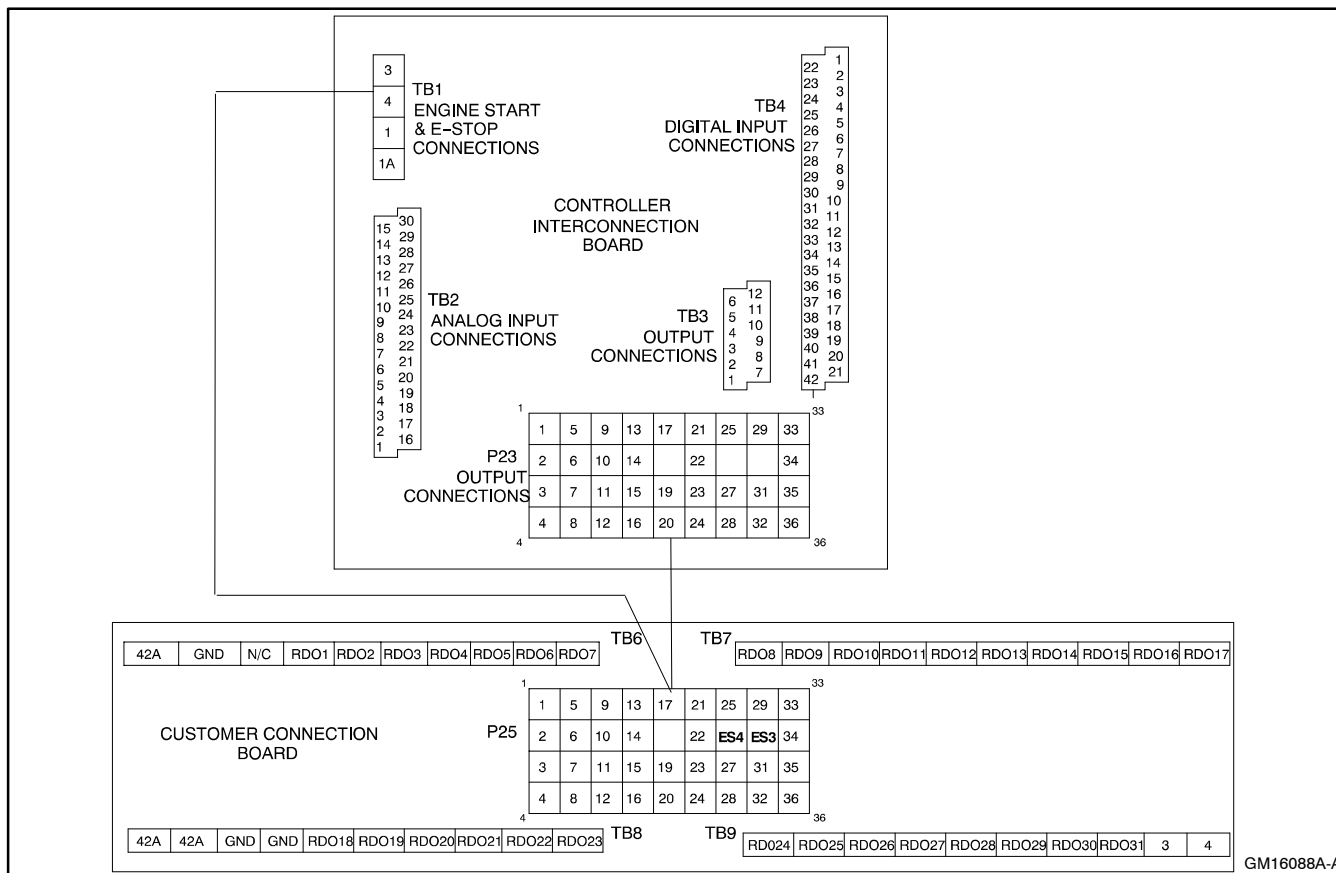 3
4
1
1A
TB1
ENGINE START
& E−STOP
CONNECTIONS
TB4
DIGITAL INPUT
CONNECTIONS
22 1
23 2
24 3
25 4
26 5
27 6
28 7
29 8
30 9
31 10
32 11
33 12
34 13
35 14
36 15
37 16
38 17
39 18
40 19
41 20
42 21
CONTROLLER
INTERCONNECTION
BOARD
15 30
14 29
13 28
12 27
11 26
10 25
9 24
8 23
7 22
6 21
5 20
4 19
3 18
2 17
1 16
TB2
ANALOG INPUT
CONNECTIONS
TB3
OUTPUT
CONNECTIONS
6 12
5 11
4 10
3 9
2 8
1 7
1 33
P23
OUTPUT
CONNECTIONS
1 5 9 13 17 21 25 29 33
2 6 10 14 22 34
3 7 11 15 19 23 27 31 35
4 8 12 16 20 24 28 32 36
4 36
TB6 TB7
42A GND N/C RDO1 RDO2 RDO3 RDO4 RDO5 RDO6 RDO7
RDO8 RDO9 RDO10 RDO11 RDO12 RDO13 RDO14 RDO15 RDO16 RDO17
CUSTOMER CONNECTION
BOARD
P25
1 33
1 5 9 13 17 21 25 29 33
2 6 10 14 22 ES4 ES3 34
3 7 11 15 19 23 27 31 35
4 8 12 16 20 24 28 32 36
4 36
TB8 TB9
42A 42A GND GND RDO18 RDO19 RDO20 RDO21 RDO22 RDO23
RD024 RDO25 RDO26 RDO27 RDO28 RDO29 RDO30 RDO31 3 4
GM16088A-A